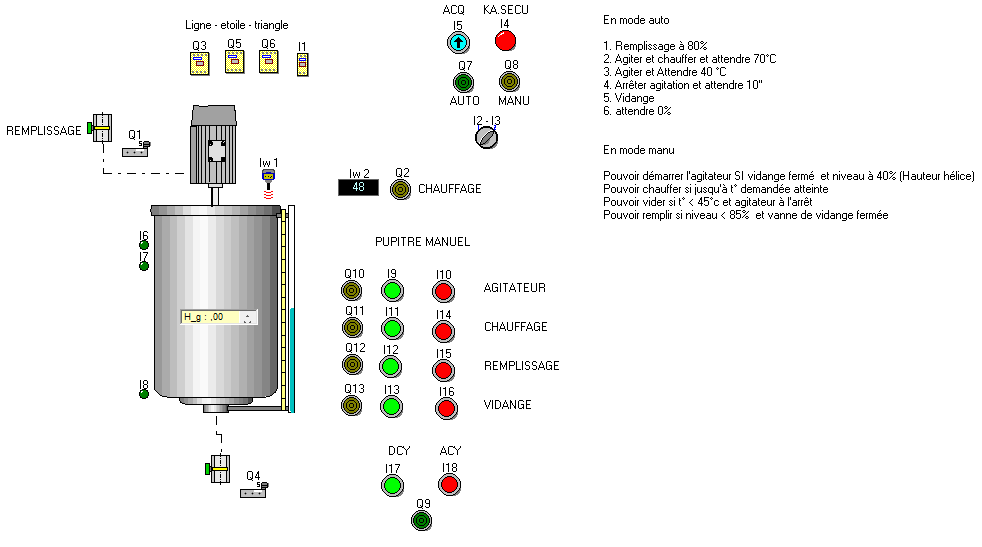 Ligne - etoile - triangle
Q3
Q5
Q6
I1
ACQ
KA.SECU
I5
I4
Q7
Q8
AUTO
MANU
I2 - I3
REMPLISSAGE
Q1
Iw 1
Iw 2
48
Q2
CHAUFFAGE
I6
I7
H_g : ,00
I8
Q4
PUPITRE MANUEL
Q10
I9
I10
AGITATEUR
Q11
I11
I14
CHAUFFAGE
Q12
I12
I15
REMPLISSAGE
Q13
I13
I16
VIDANGE
DCY
ACY
I17
I18
Q9
En mode auto
1. Remplissage à 80%
2. Agiter et chauffer et attendre 70°C
3. Agiter et Attendre 40 °C
4. Arrêter agitation et attendre 10"
5. Vidange
6. attendre 0%
En mode manu
Pouvoir démarrer l'agitateur SI vidange fermé et niveau à 40% (Hauteur hélice)
Pouvoir chauffer si jusqu'à t° demandée atteinte
Pouvoir vider si t° < 45°c et agitateur à l'arrêt
Pouvoir remplir si niveau < 85% et vanne de vidange fermée